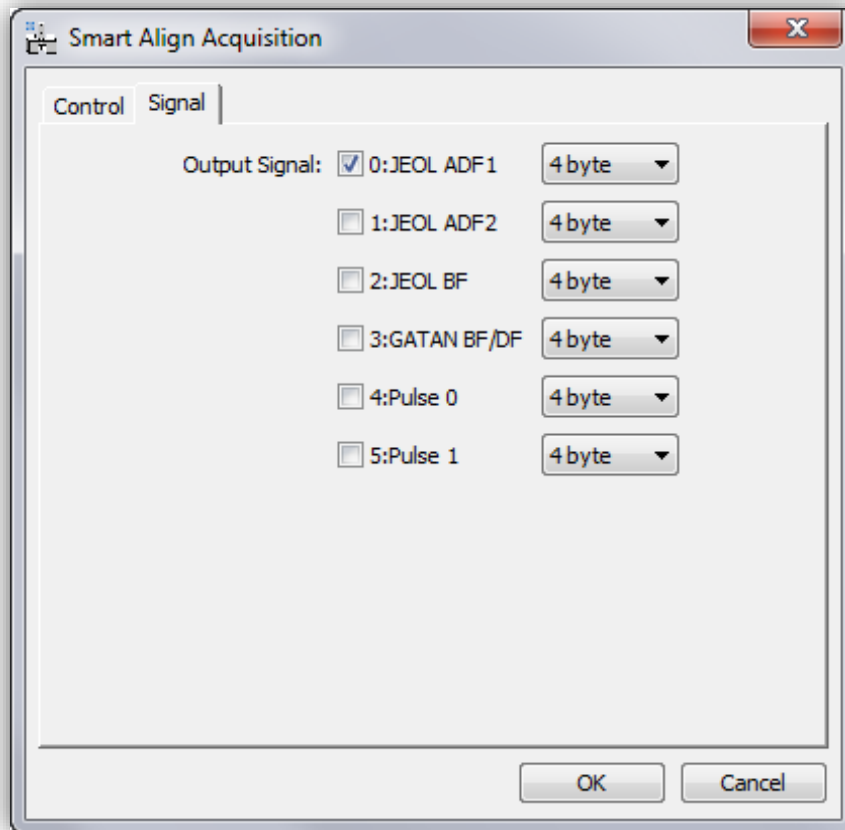 Smart Align Acquisition
Control Signal
Output Signal: 0:JEOL ADF1 4 byte
1:JEOL ADF2 4 byte
2:JEOL BF 4 byte
3:GATAN BF/DF 4 byte
4:Pulse 0 4 byte
5:Pulse 1 4 byte
OK Cancel